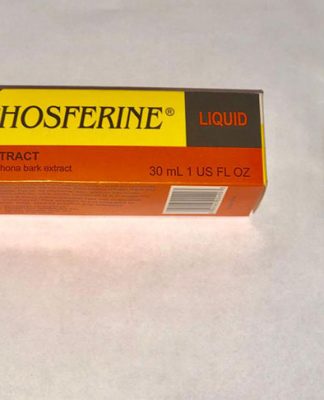 HOSFERINE® LIQUID
TRACT
hona bark extract 30 mL 1 US FL OZ